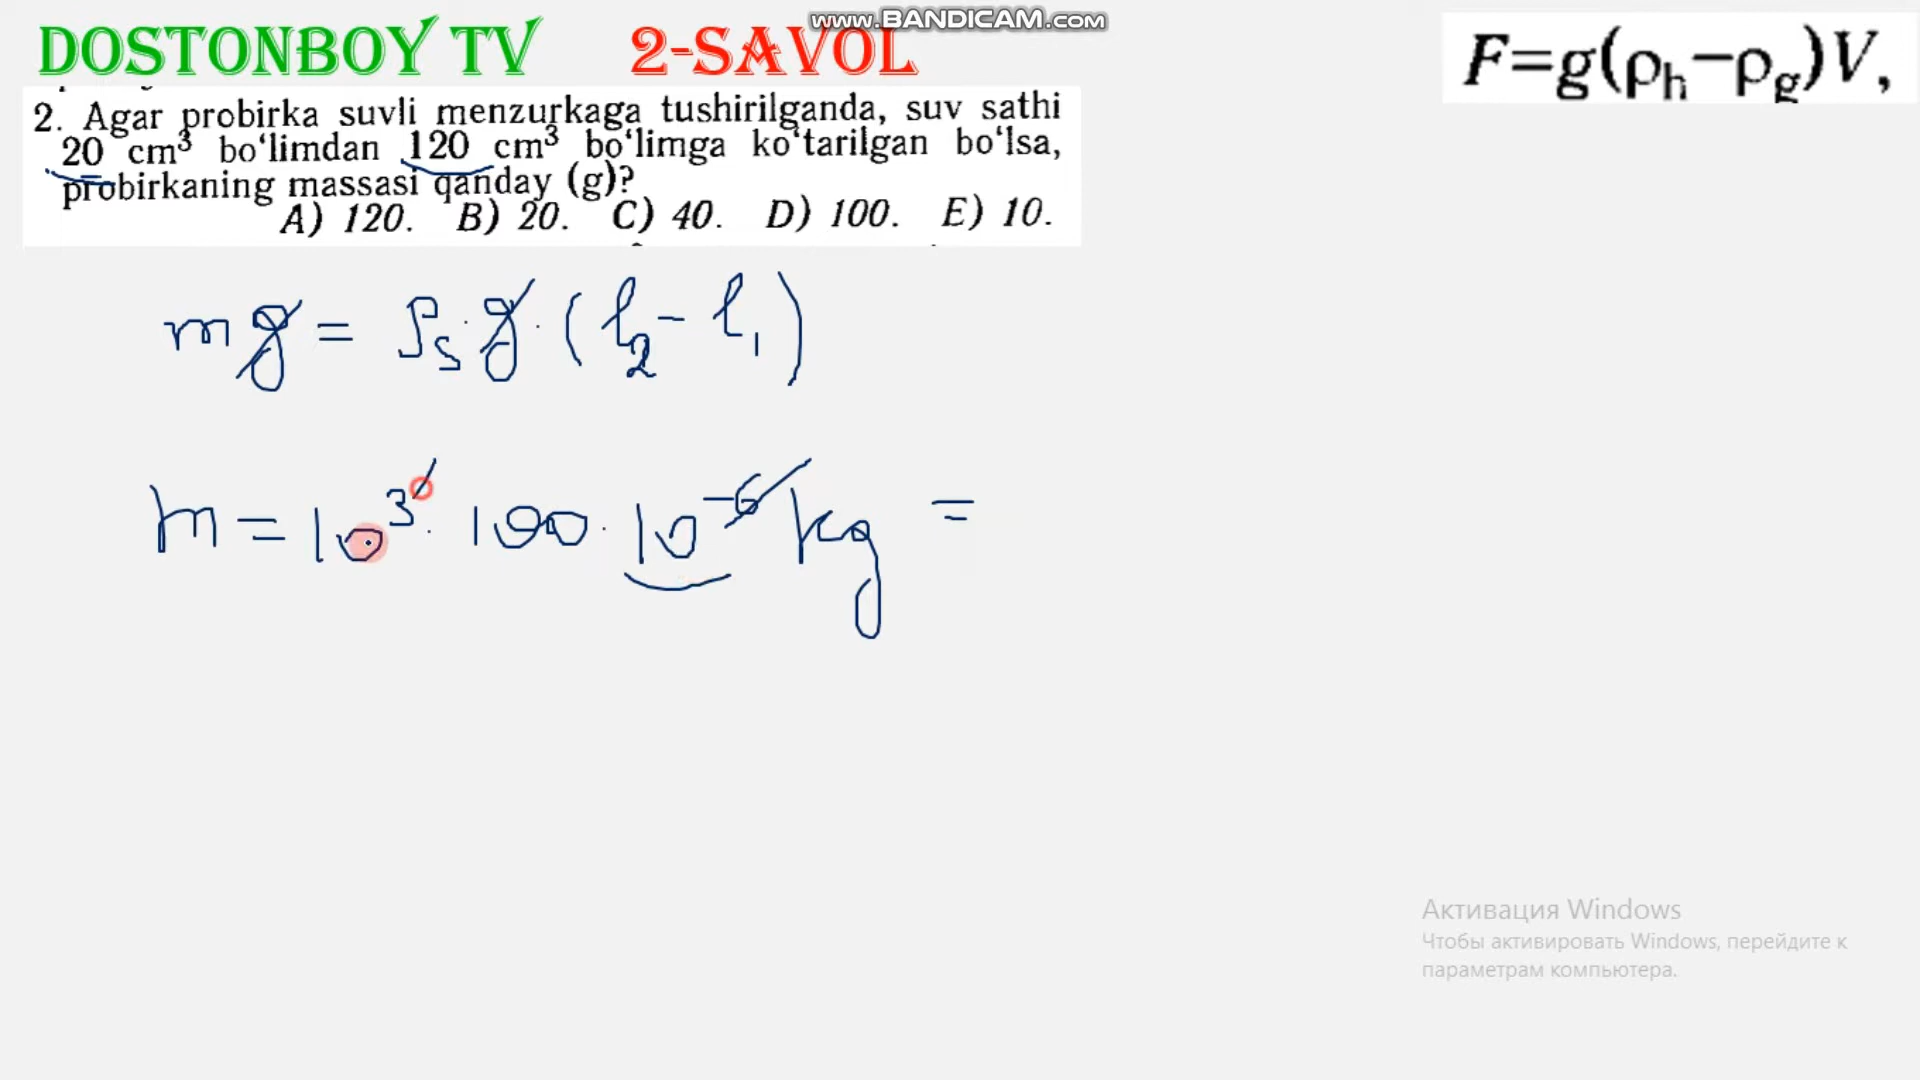 www.BANDICAM.com
DOSTONBOY TV 2-SAVOL
F=g(ρh−ρg)V,
2. Agar probirka suvli menzurkaga tushirilganda, suv sathi
20 cm³ bo‘limdan 120 cm³ bo‘limga ko‘tarilgan bo‘lsa,
probirkaning massasi qanday (g)?
A) 120. B) 20. C) 40. D) 100. E) 10.
mg = ρs · g · (l₂ − l₁)
m = 10³ · 100 · 10⁻⁶ kg =
Активация Windows
Чтобы активировать Windows, перейдите к
параметрам компьютера.